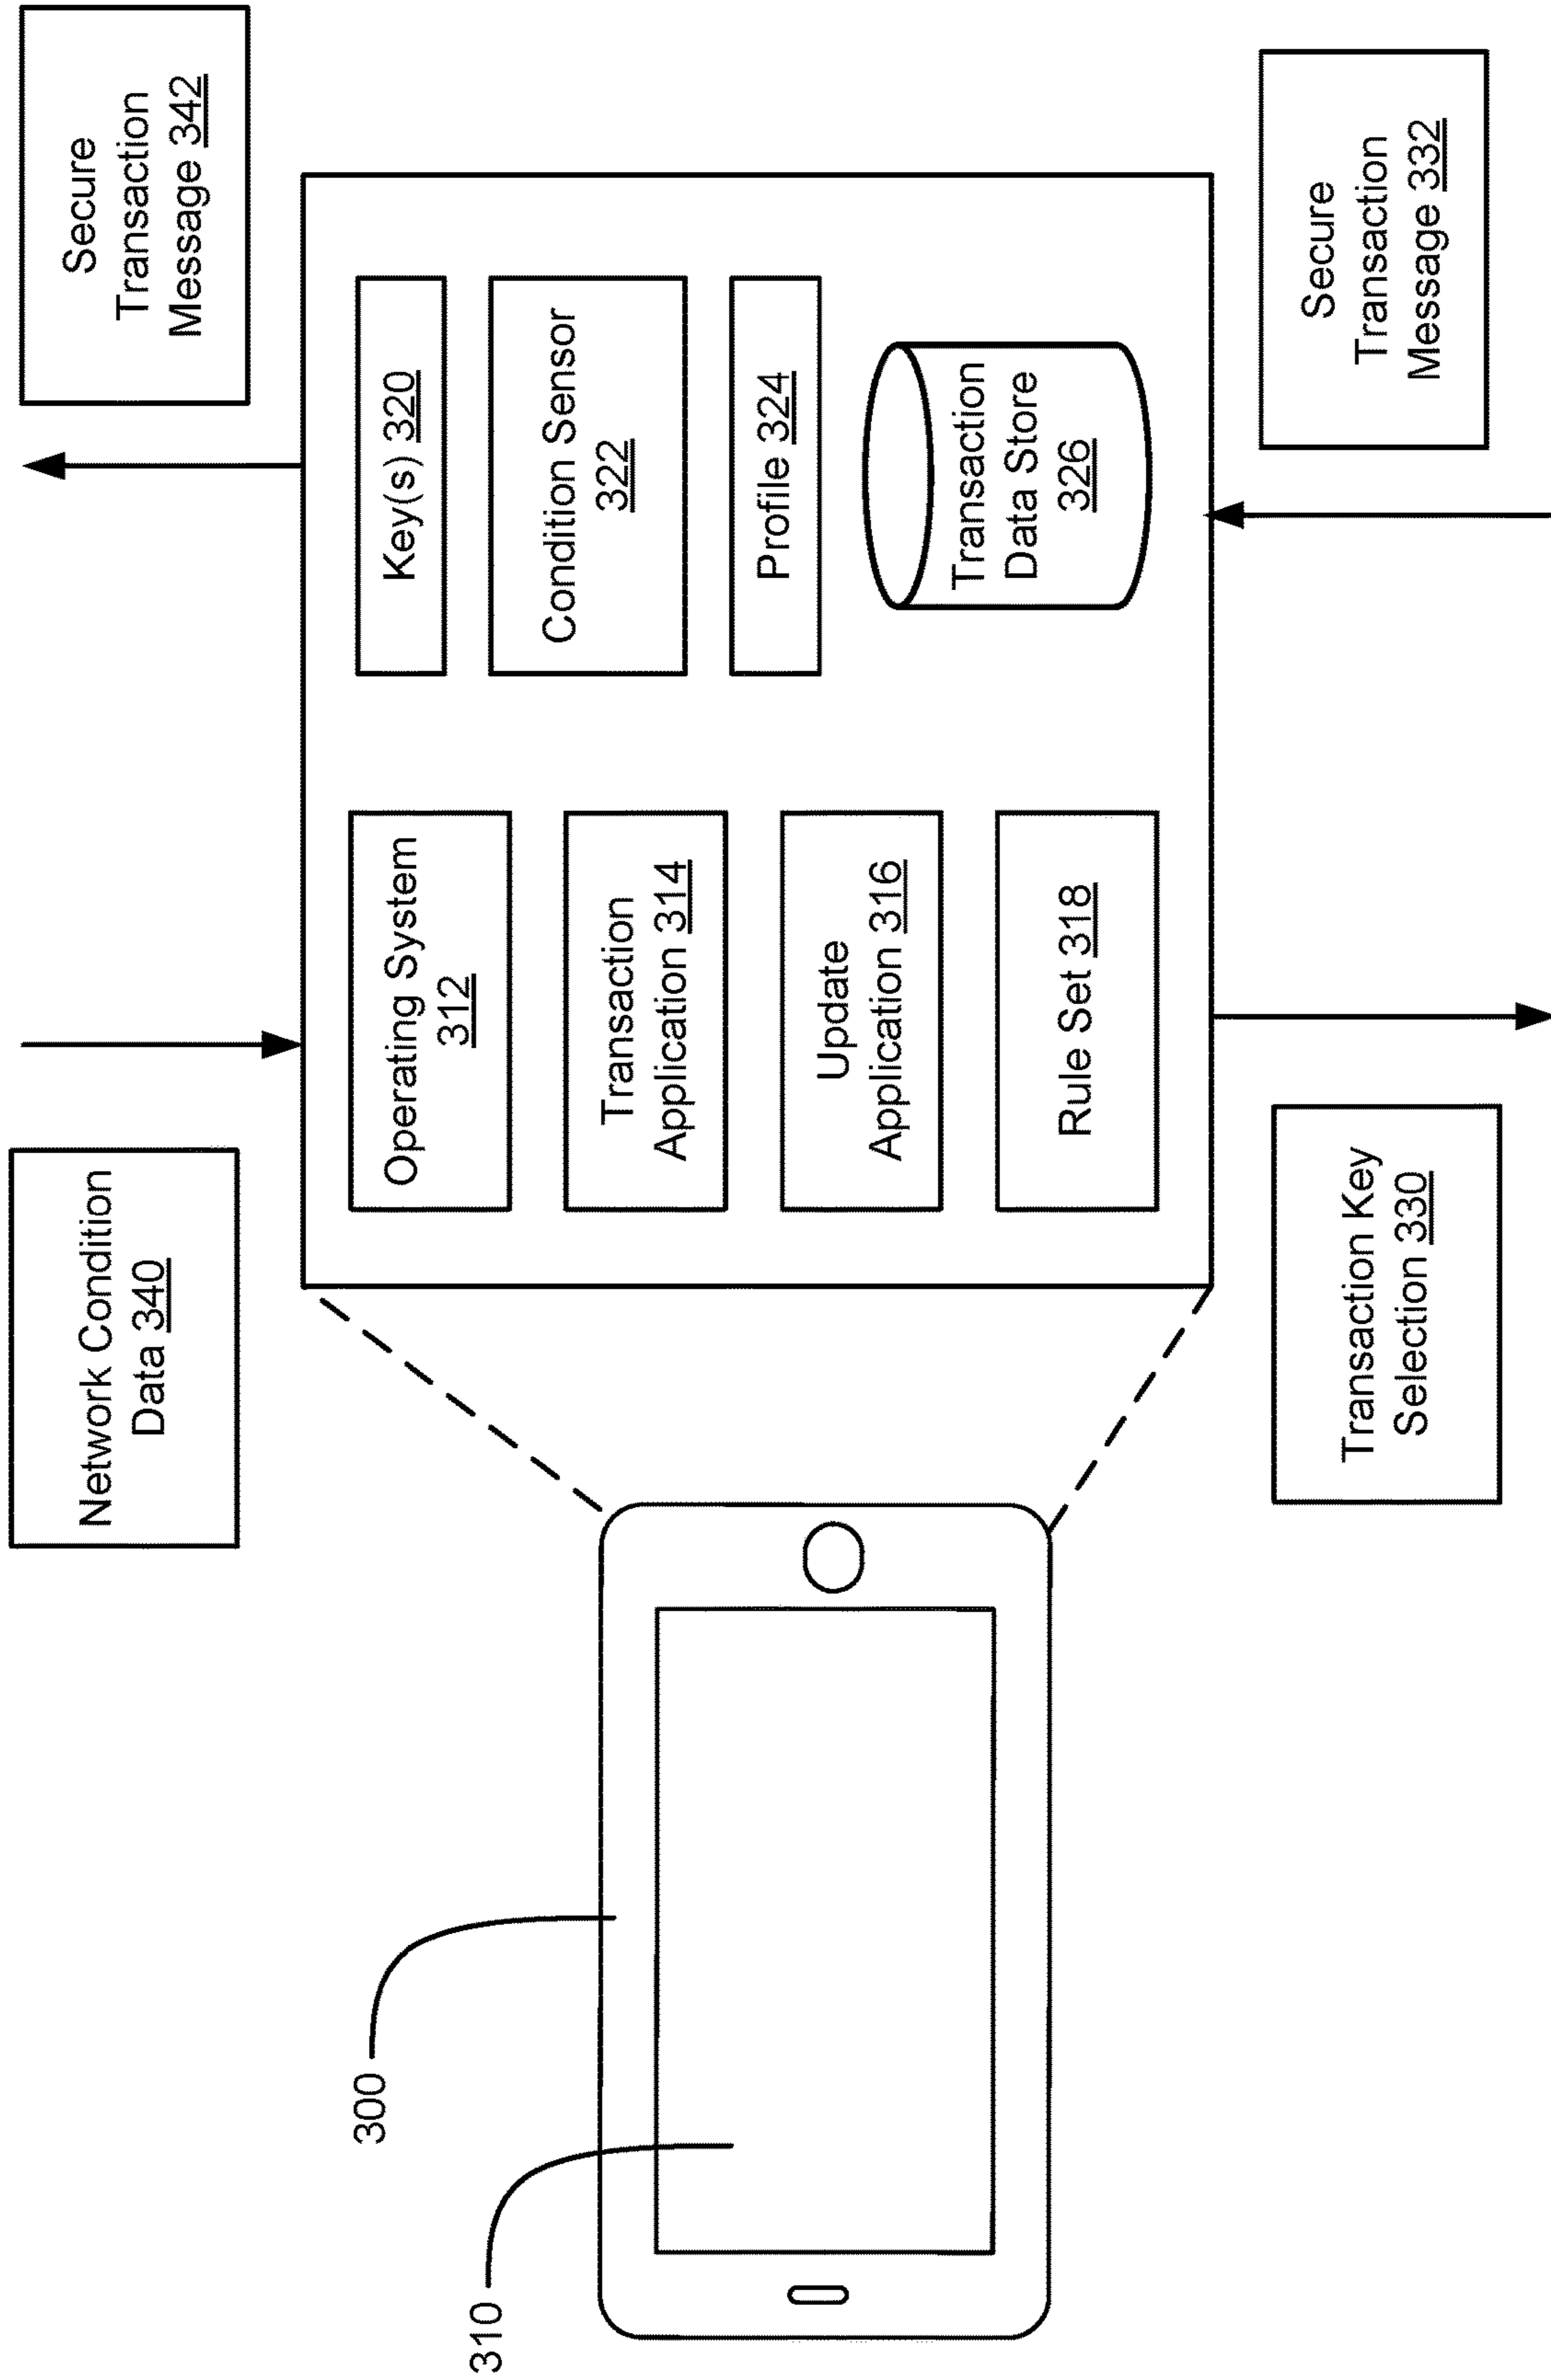 Network Condition
Data 340
Secure
Transaction
Message 342
300
310
Operating System
312
Transaction
Application 314
Update
Application 316
Rule Set 318
Key(s) 320
Condition Sensor
322
Profile 324
Transaction
Data Store
326
Transaction Key
Selection 330
Secure
Transaction
Message 332